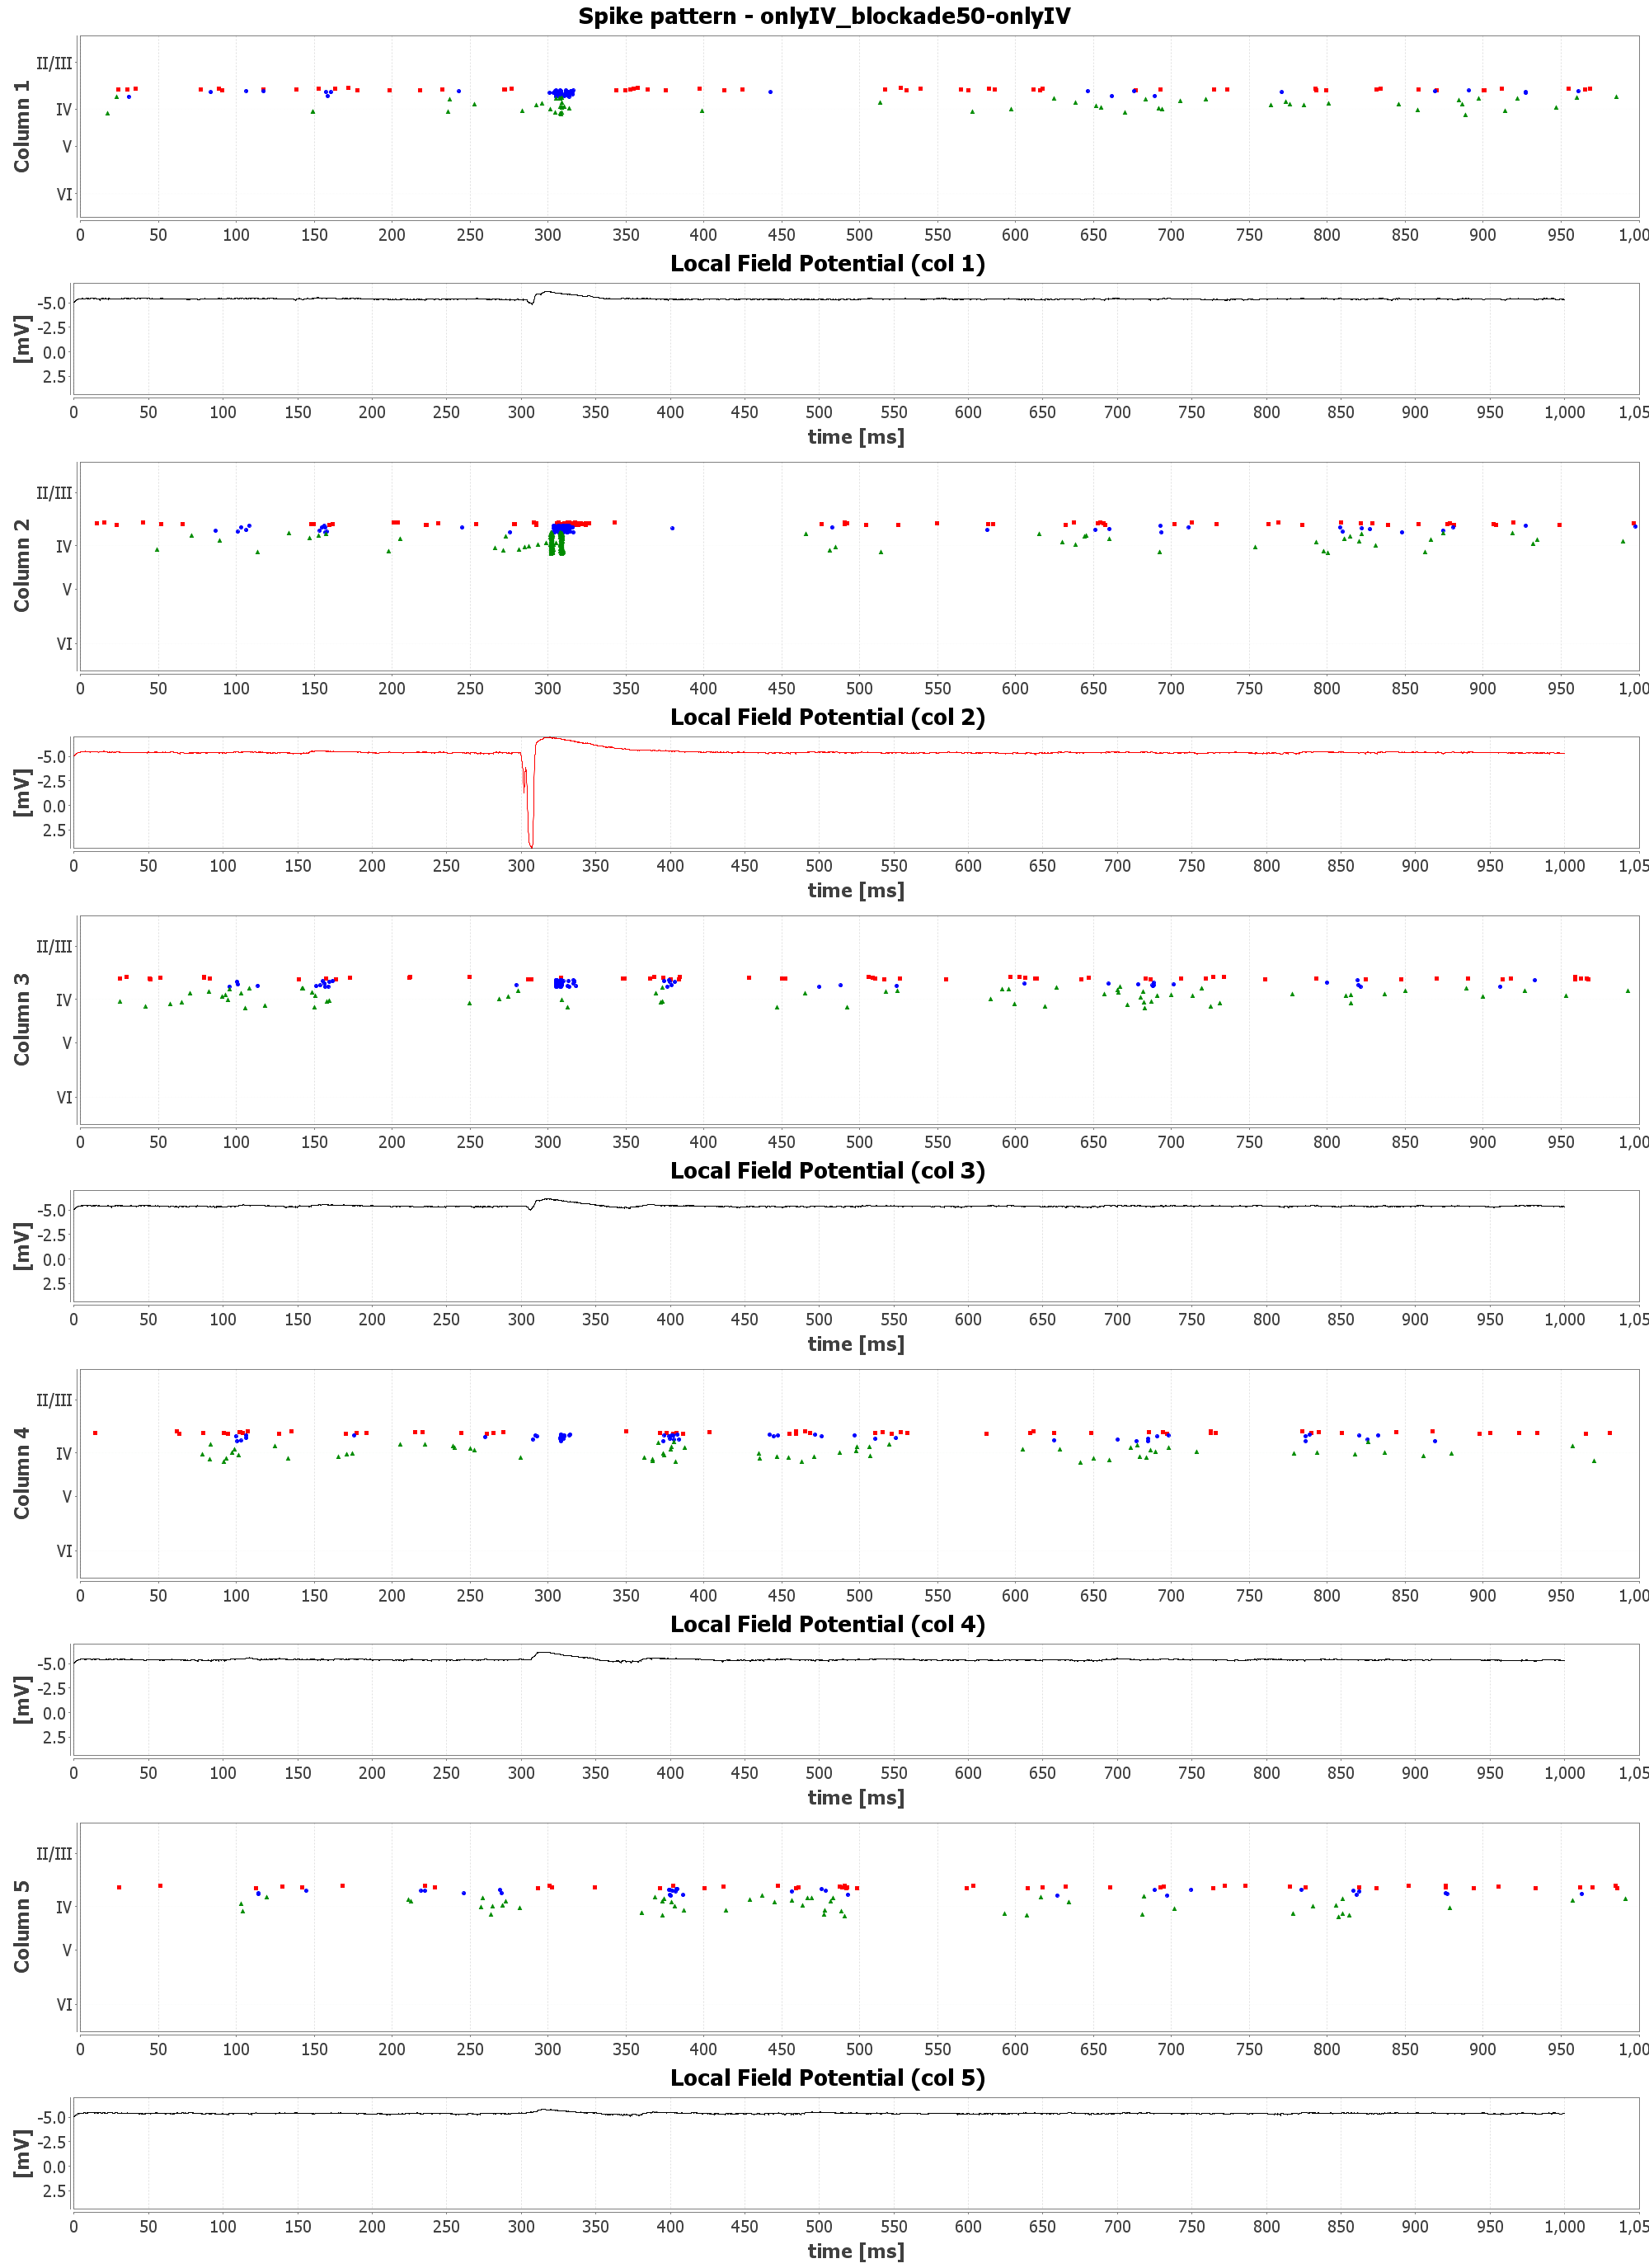 Spike pattern - onlyIV_blockade50-onlyIV
Column 1
II/III
IV
V
VI
0 50 100 150 200 250 300 350 400 450 500 550 600 650 700 750 800 850 900 950 1,00
Local Field Potential (col 1)
[mV]
-5.0
-2.5
0.0
2.5
0 50 100 150 200 250 300 350 400 450 500 550 600 650 700 750 800 850 900 950 1,000 1,05
time [ms]
Column 2
II/III
IV
V
VI
0 50 100 150 200 250 300 350 400 450 500 550 600 650 700 750 800 850 900 950 1,00
Local Field Potential (col 2)
[mV]
-5.0
-2.5
0.0
2.5
0 50 100 150 200 250 300 350 400 450 500 550 600 650 700 750 800 850 900 950 1,000 1,05
time [ms]
Column 3
II/III
IV
V
VI
0 50 100 150 200 250 300 350 400 450 500 550 600 650 700 750 800 850 900 950 1,00
Local Field Potential (col 3)
[mV]
-5.0
-2.5
0.0
2.5
0 50 100 150 200 250 300 350 400 450 500 550 600 650 700 750 800 850 900 950 1,000 1,05
time [ms]
Column 4
II/III
IV
V
VI
0 50 100 150 200 250 300 350 400 450 500 550 600 650 700 750 800 850 900 950 1,00
Local Field Potential (col 4)
[mV]
-5.0
-2.5
0.0
2.5
0 50 100 150 200 250 300 350 400 450 500 550 600 650 700 750 800 850 900 950 1,000 1,05
time [ms]
Column 5
II/III
IV
V
VI
0 50 100 150 200 250 300 350 400 450 500 550 600 650 700 750 800 850 900 950 1,00
Local Field Potential (col 5)
[mV]
-5.0
-2.5
0.0
2.5
0 50 100 150 200 250 300 350 400 450 500 550 600 650 700 750 800 850 900 950 1,000 1,05
time [ms]